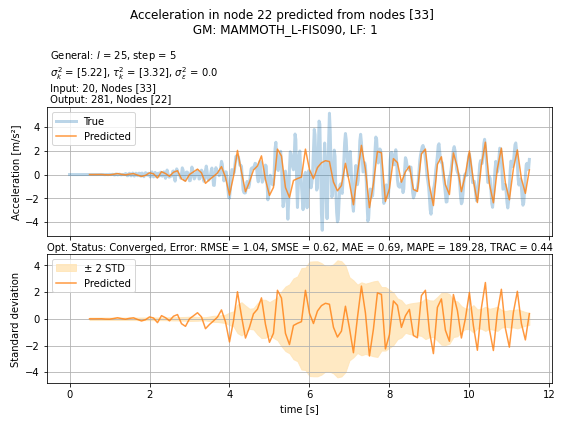 Acceleration in node 22 predicted from nodes [33]
GM: MAMMOTH_L-FIS090, LF: 1
General: l = 25, step = 5
σ²ₖ = [5.22], τ²ₖ = [3.32], σ²ₑ = 0.0
Input: 20, Nodes [33]
Output: 281, Nodes [22]
True
Predicted
Acceleration [m/s²]
4
2
0
−2
−4
Opt. Status: Converged, Error: RMSE = 1.04, SMSE = 0.62, MAE = 0.69, MAPE = 189.28, TRAC = 0.44
± 2 STD
Predicted
Standard deviation
4
2
0
−2
−4
0 2 4 6 8 10 12
time [s]